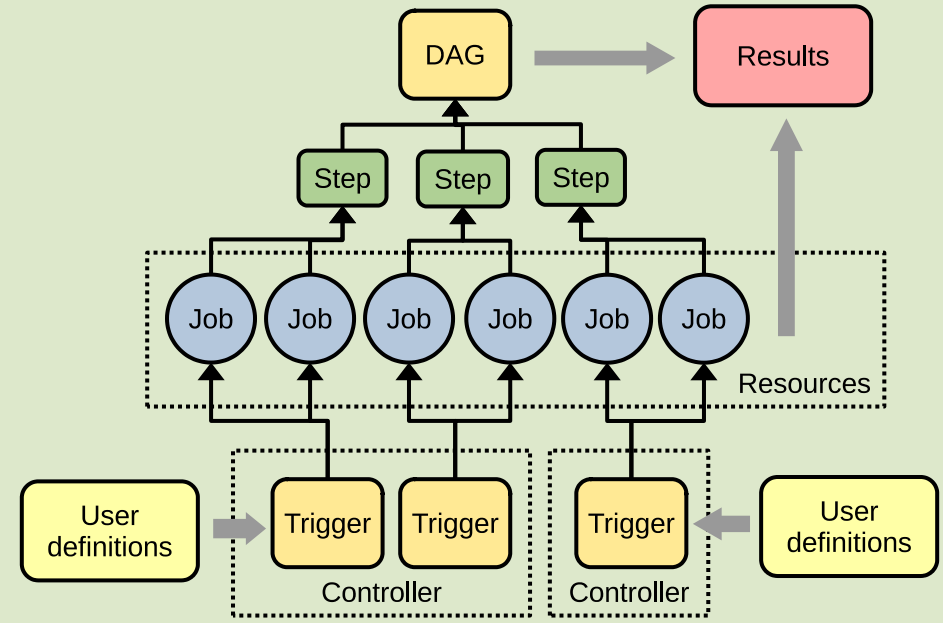 DAG
Results
Step
Step
Step
Job
Job
Job
Job
Job
Job
Resources
User
definitions
Trigger
Trigger
Trigger
User
definitions
Controller
Controller